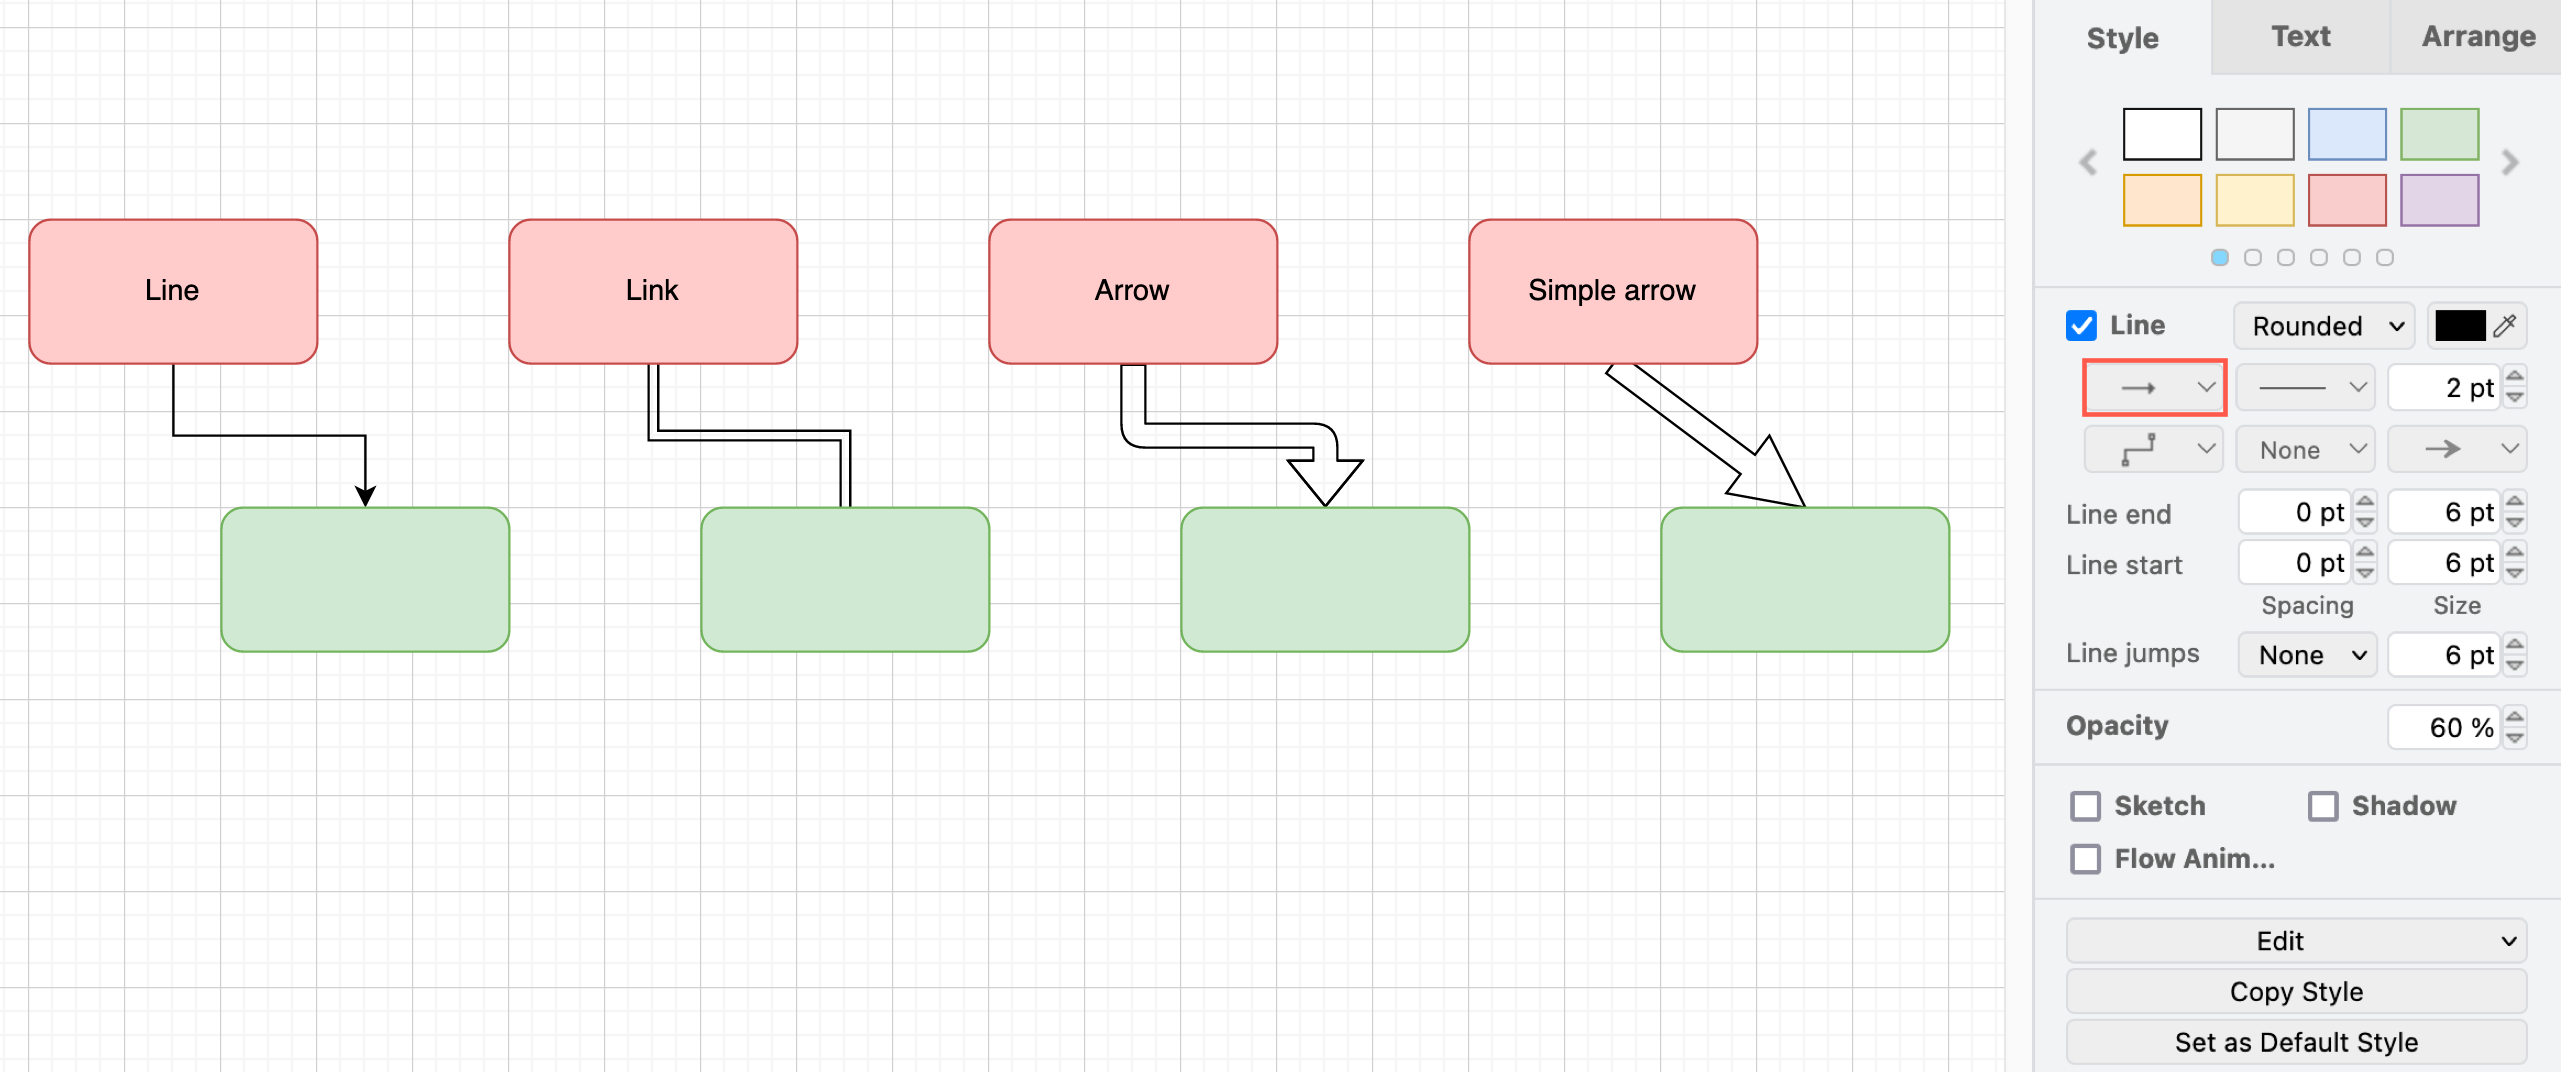 Line
Link
Arrow
Simple arrow
Style
Text
Arrange
Line
Rounded
2 pt
None
Line end
0 pt
6 pt
Line start
0 pt
6 pt
Spacing
Size
Line jumps
None
6 pt
Opacity
60 %
Sketch
Shadow
Flow Anim...
Edit
Copy Style
Set as Default Style